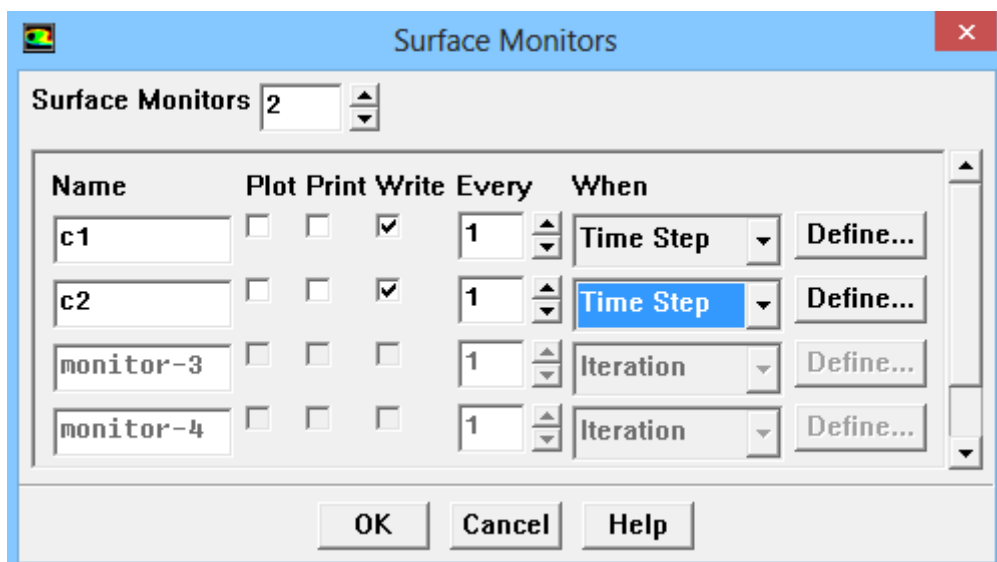 Surface Monitors
Surface Monitors 2
Name Plot Print Write Every When
c1 1 Time Step Define...
c2 1 Time Step Define...
monitor-3 1 Iteration Define...
monitor-4 1 Iteration Define...
OK Cancel Help